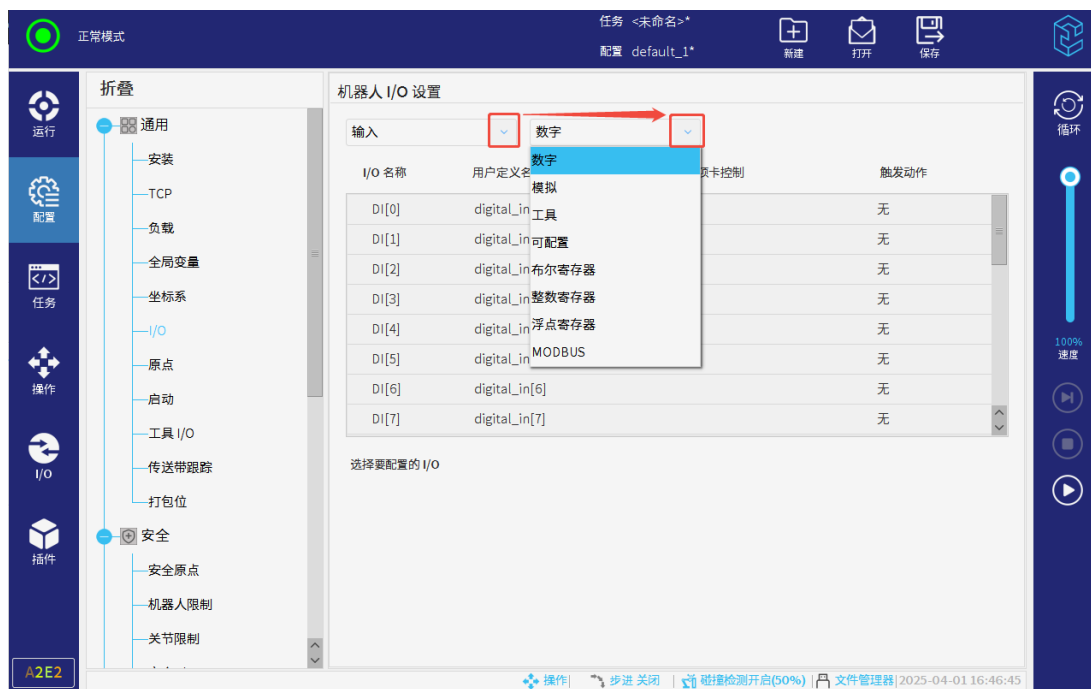 正常模式
任务 <未命名>*
配置 default_1*
新建
打开
保存
运行
配置
任务
操作
I/O
插件
A2E2
折叠
通用
安装
TCP
负载
全局变量
坐标系
I/O
原点
启动
工具 I/O
传送带跟踪
打包位
安全
安全原点
机器人限制
关节限制
机器人 I/O 设置
输入
数字
数字
模拟
工具
可配置
布尔寄存器
整数寄存器
浮点寄存器
MODBUS
I/O 名称 用户定义名 卡控制 触发动作
DI[0] digital_in 无
DI[1] digital_in 无
DI[2] digital_in 无
DI[3] digital_in 无
DI[4] digital_in 无
DI[5] digital_in 无
DI[6] digital_in[6] 无
DI[7] digital_in[7] 无
选择要配置的 I/O
循环
100%
速度
操作| 步进 关闭 | 碰撞检测开启(50%) | 文件管理器|2025-04-01 16:46:45